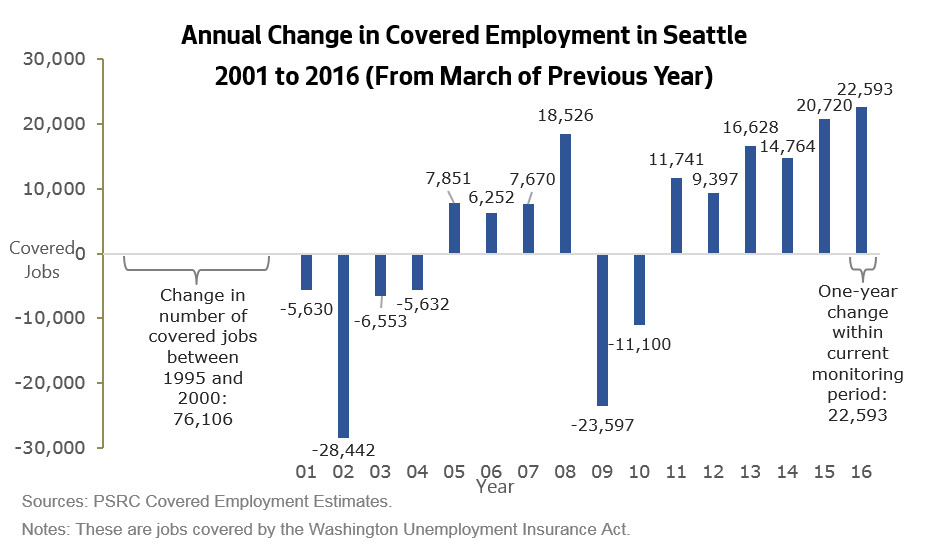 Annual Change in Covered Employment in Seattle
2001 to 2016 (From March of Previous Year)
30,000
20,000
10,000
0
-10,000
-20,000
-30,000
Covered
Jobs
Change in
number of
covered jobs
between
1995 and
2000:
76,106
-5,630
-28,442
-6,553
-5,632
7,851
6,252
7,670
18,526
-23,597
-11,100
11,741
9,397
16,628
14,764
20,720
22,593
One-year
change
within
current
monitoring
period:
22,593
01 02 03 04 05 06 07 08 09 10 11 12 13 14 15 16
Year
Sources: PSRC Covered Employment Estimates.
Notes: These are jobs covered by the Washington Unemployment Insurance Act.